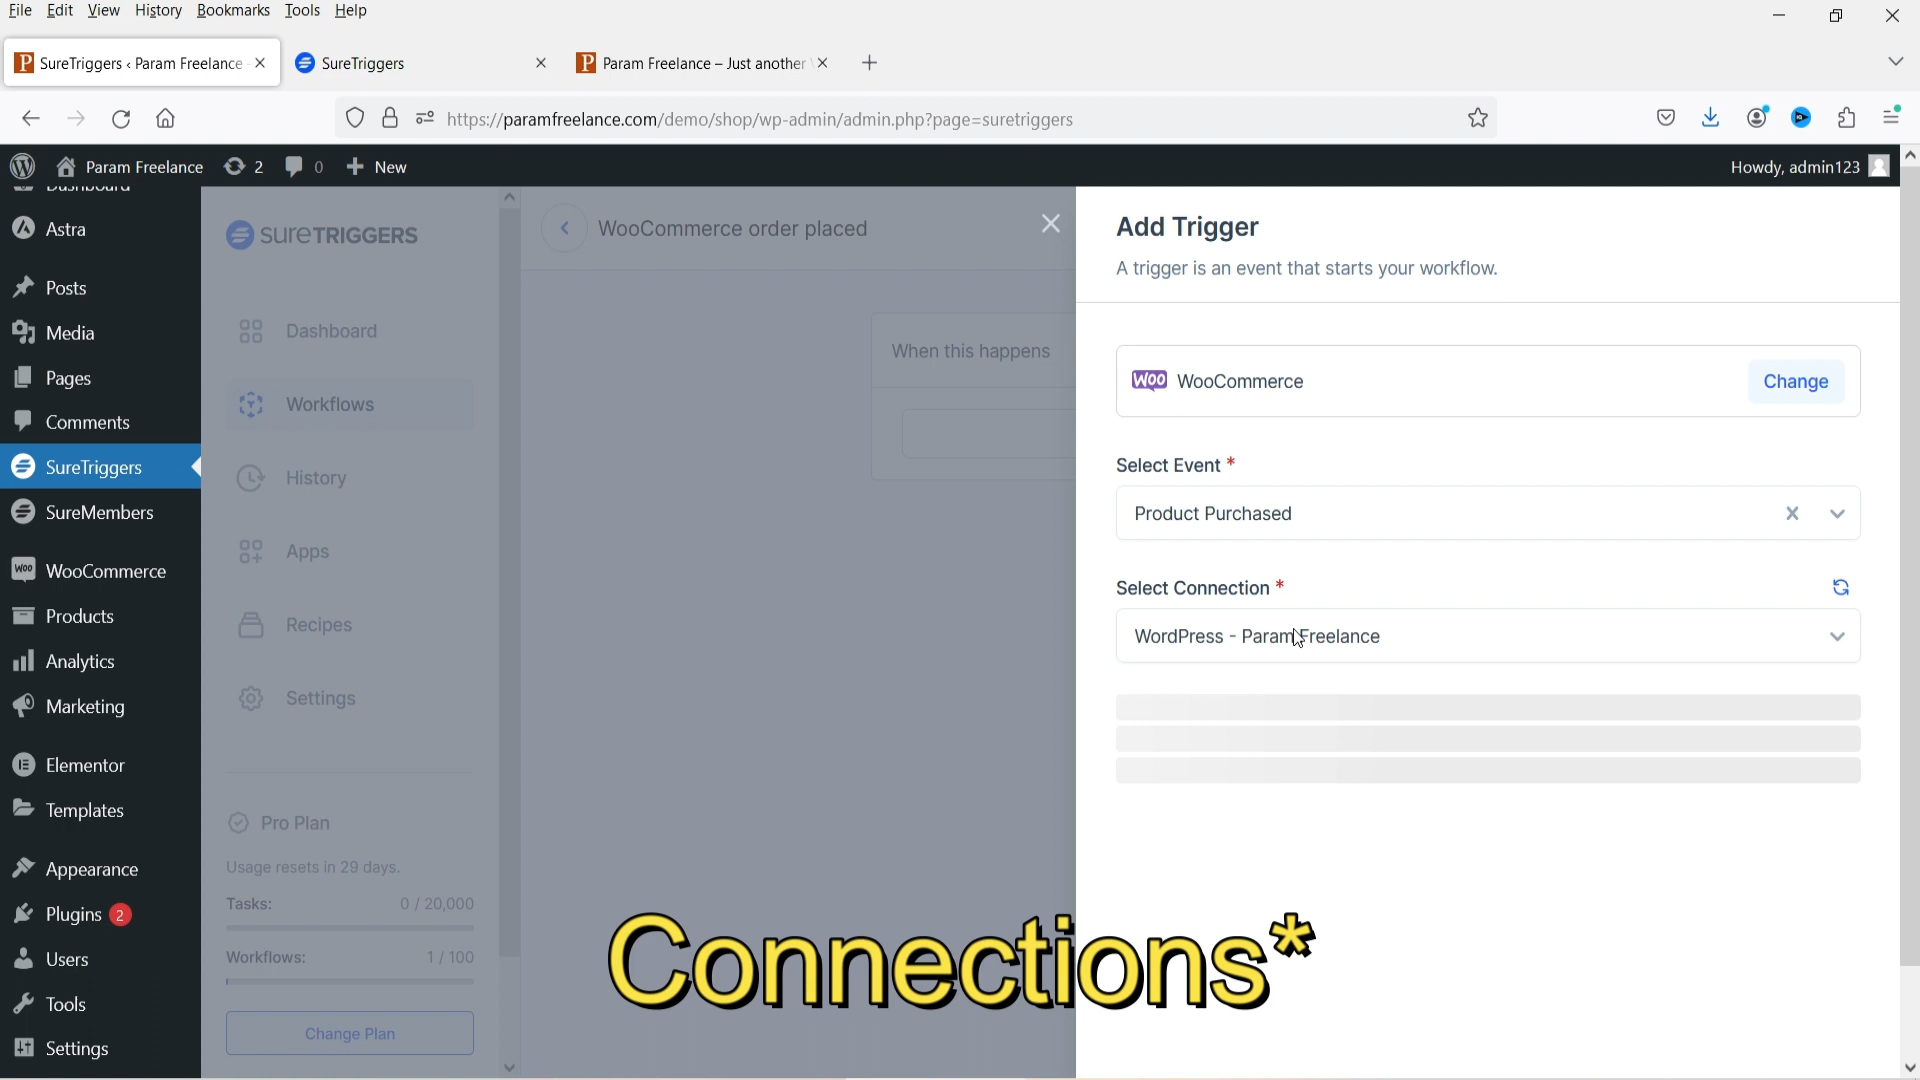 File Edit View History Bookmarks Tools Help
SureTriggers ‹ Param Freelance
SureTriggers
Param Freelance – Just another
https://paramfreelance.com/demo/shop/wp-admin/admin.php?page=suretriggers
Param Freelance 2 0 New
Howdy, admin123
Dashboard
Astra
Posts
Media
Pages
Comments
SureTriggers
SureMembers
WooCommerce
Products
Analytics
Marketing
Elementor
Templates
Appearance
Plugins 2
Users
Tools
Settings
SURETRIGGERS
Dashboard
Workflows
History
Apps
Recipes
Settings
Pro Plan
Usage resets in 29 days.
Tasks: 0 / 20,000
Workflows: 1 / 100
Change Plan
WooCommerce order placed
When this happens
Add Trigger
A trigger is an event that starts your workflow.
Woo WooCommerce Change
Select Event *
Product Purchased
Select Connection *
WordPress - Param Freelance
Connections*